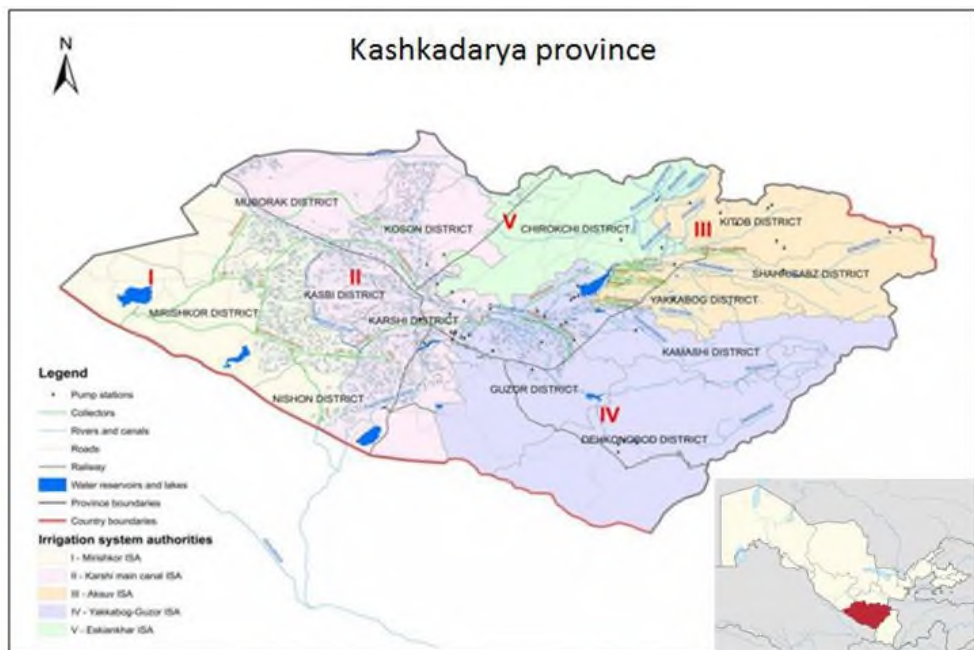 Kashkadarya province
N
MUBORAK DISTRICT
KOSON DISTRICT
V
CHIROKCHI DISTRICT
III
KITOB DISTRICT
I
II
KASBI DISTRICT
SHAHRISABZ DISTRICT
MIRISHKOR DISTRICT
KARSHI DISTRICT
YAKKABOG DISTRICT
KAMASHI DISTRICT
NISHON DISTRICT
GUZOR DISTRICT
IV
DEHKONOBOD DISTRICT
Legend
Pump stations
Collectors
Rivers and canals
Roads
Railway
Water reservoirs and lakes
Province boundaries
Country boundaries
Irrigation system authorities
I - Mirishkor ISA
II - Karshi main canal ISA
III - Aksuv ISA
IV - Yakkabog-Guzor ISA
V - Eskiankhar ISA